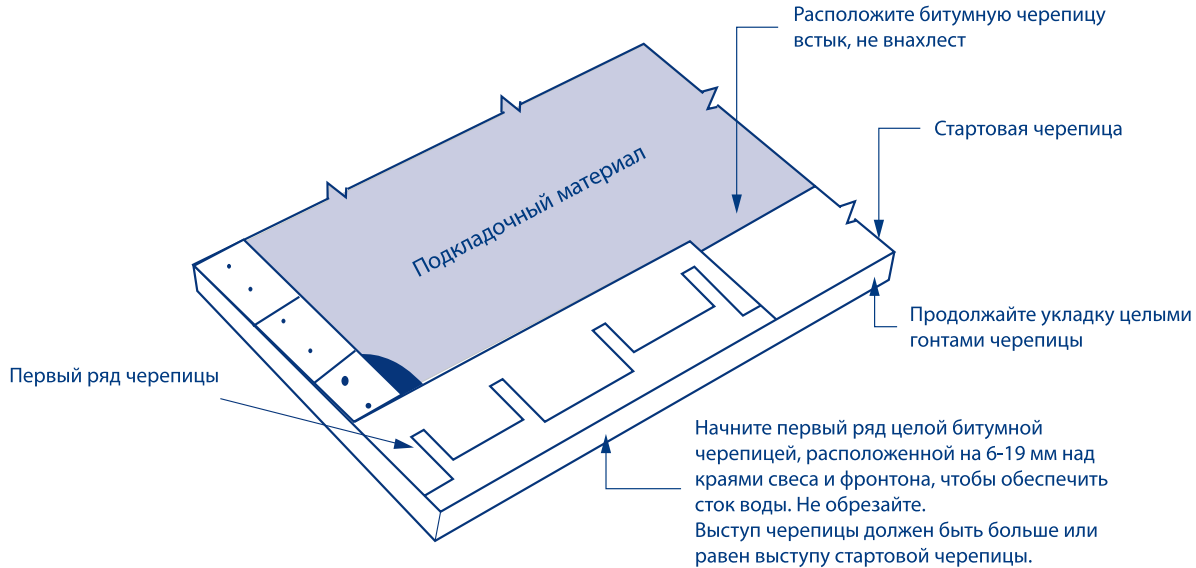 Расположите битумную черепицу
встык, не внахлест
Стартовая черепица
Подкладочный материал
Продолжайте укладку целыми
гонтами черепицы
Первый ряд черепицы
Начните первый ряд целой битумной
черепицей, расположенной на 6-19 мм над
краями свеса и фронтона, чтобы обеспечить
сток воды. Не обрезайте.
Выступ черепицы должен быть больше или
равен выступу стартовой черепицы.